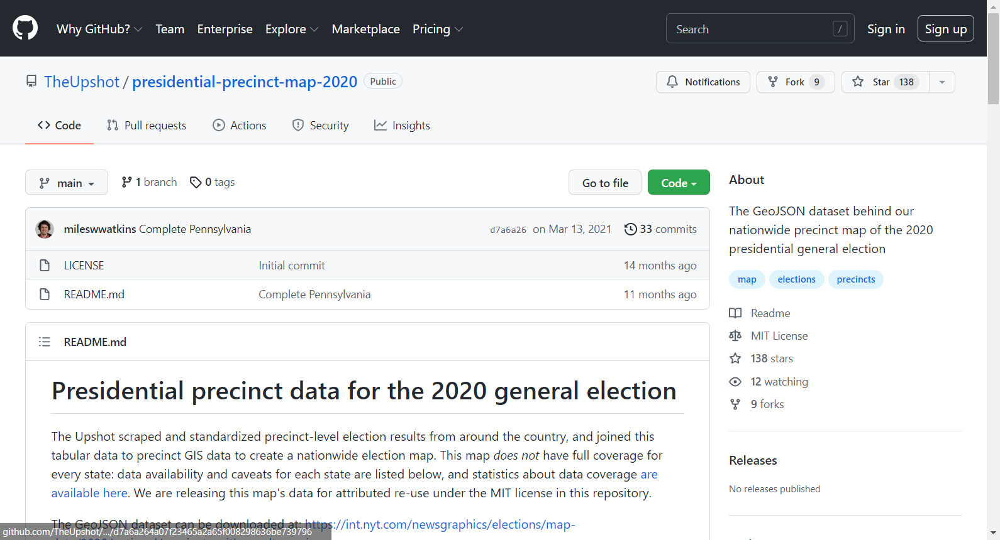 Why GitHub? Team Enterprise Explore Marketplace Pricing Search / Sign in Sign up
TheUpshot / presidential-precinct-map-2020 Public Notifications Fork 9 Star 138
Code Pull requests Actions Security Insights
main 1 branch 0 tags Go to file Code
mileswwatkins Complete Pennsylvania d7a6a26 on Mar 13, 2021 33 commits
LICENSE Initial commit 14 months ago
README.md Complete Pennsylvania 11 months ago
README.md
Presidential precinct data for the 2020 general election
The Upshot scraped and standardized precinct-level election results from around the country, and joined this
tabular data to precinct GIS data to create a nationwide election map. This map does not have full coverage for
every state: data availability and caveats for each state are listed below, and statistics about data coverage are
available here. We are releasing this map's data for attributed re-use under the MIT license in this repository.
The GeoJSON dataset can be downloaded at: https://int.nyt.com/newsgraphics/elections/map-
github.com/TheUpshot/.../d7a6a264a07f23465a2a65f008298636be739796
About
The GeoJSON dataset behind our
nationwide precinct map of the 2020
presidential general election
map elections precincts
Readme
MIT License
138 stars
12 watching
9 forks
Releases
No releases published